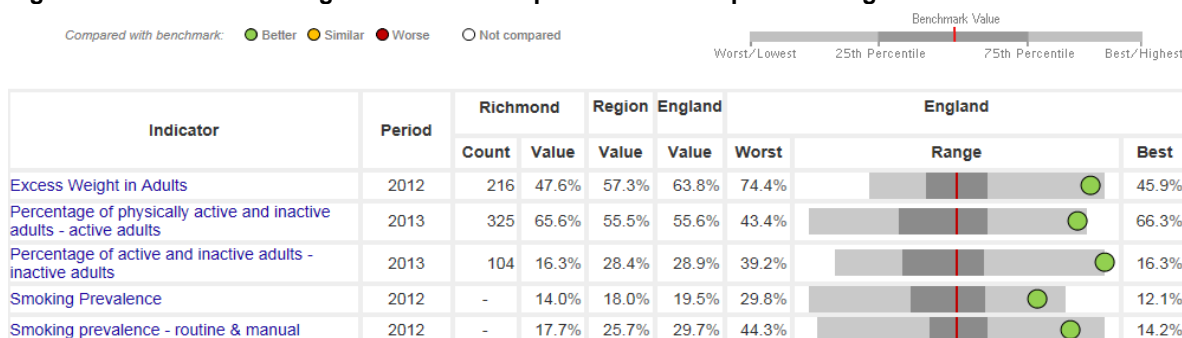 Compared with benchmark: Better Similar Worse Not compared
Benchmark Value
Worst/Lowest 25th Percentile 75th Percentile Best/Highest
Indicator Period Richmond Region England England
Count Value Value Value Worst Range Best
Excess Weight in Adults 2012 216 47.6% 57.3% 63.8% 74.4% 45.9%
Percentage of physically active and inactive
adults - active adults 2013 325 65.6% 55.5% 55.6% 43.4% 66.3%
Percentage of active and inactive adults -
inactive adults 2013 104 16.3% 28.4% 28.9% 39.2% 16.3%
Smoking Prevalence 2012 - 14.0% 18.0% 19.5% 29.8% 12.1%
Smoking prevalence - routine & manual 2012 - 17.7% 25.7% 29.7% 44.3% 14.2%